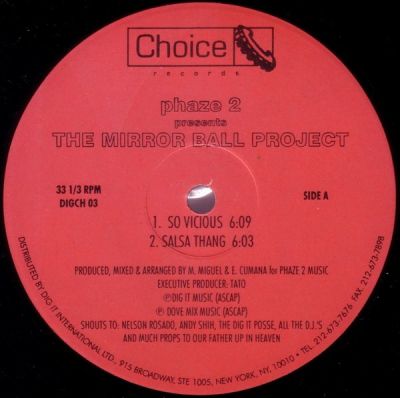 Choice
records
phaze 2
presents
THE MIRROR BALL PROJECT
33 1/3 RPM
DIGCH 03
SIDE A
1. SO VICIOUS 6:09
2. SALSA THANG 6:03
PRODUCED, MIXED & ARRANGED BY M. MIGUEL & E. CUMANA for PHAZE 2 MUSIC
EXECUTIVE PRODUCER: TATO
℗DIG IT MUSIC (ASCAP)
℗DOVE MIX MUSIC (ASCAP)
SHOUTS TO: NELSON ROSADO, ANDY SHIH, THE DIG IT POSSE, ALL THE D.J.'S
AND MUCH PROPS TO OUR FATHER UP IN HEAVEN
DISTRIBUTED BY DIG IT INTERNATIONAL LTD., 915 BROADWAY, STE 1005, NEW YORK, NY, 10010 • TEL. 212-673-7676 FAX 212-673-7898